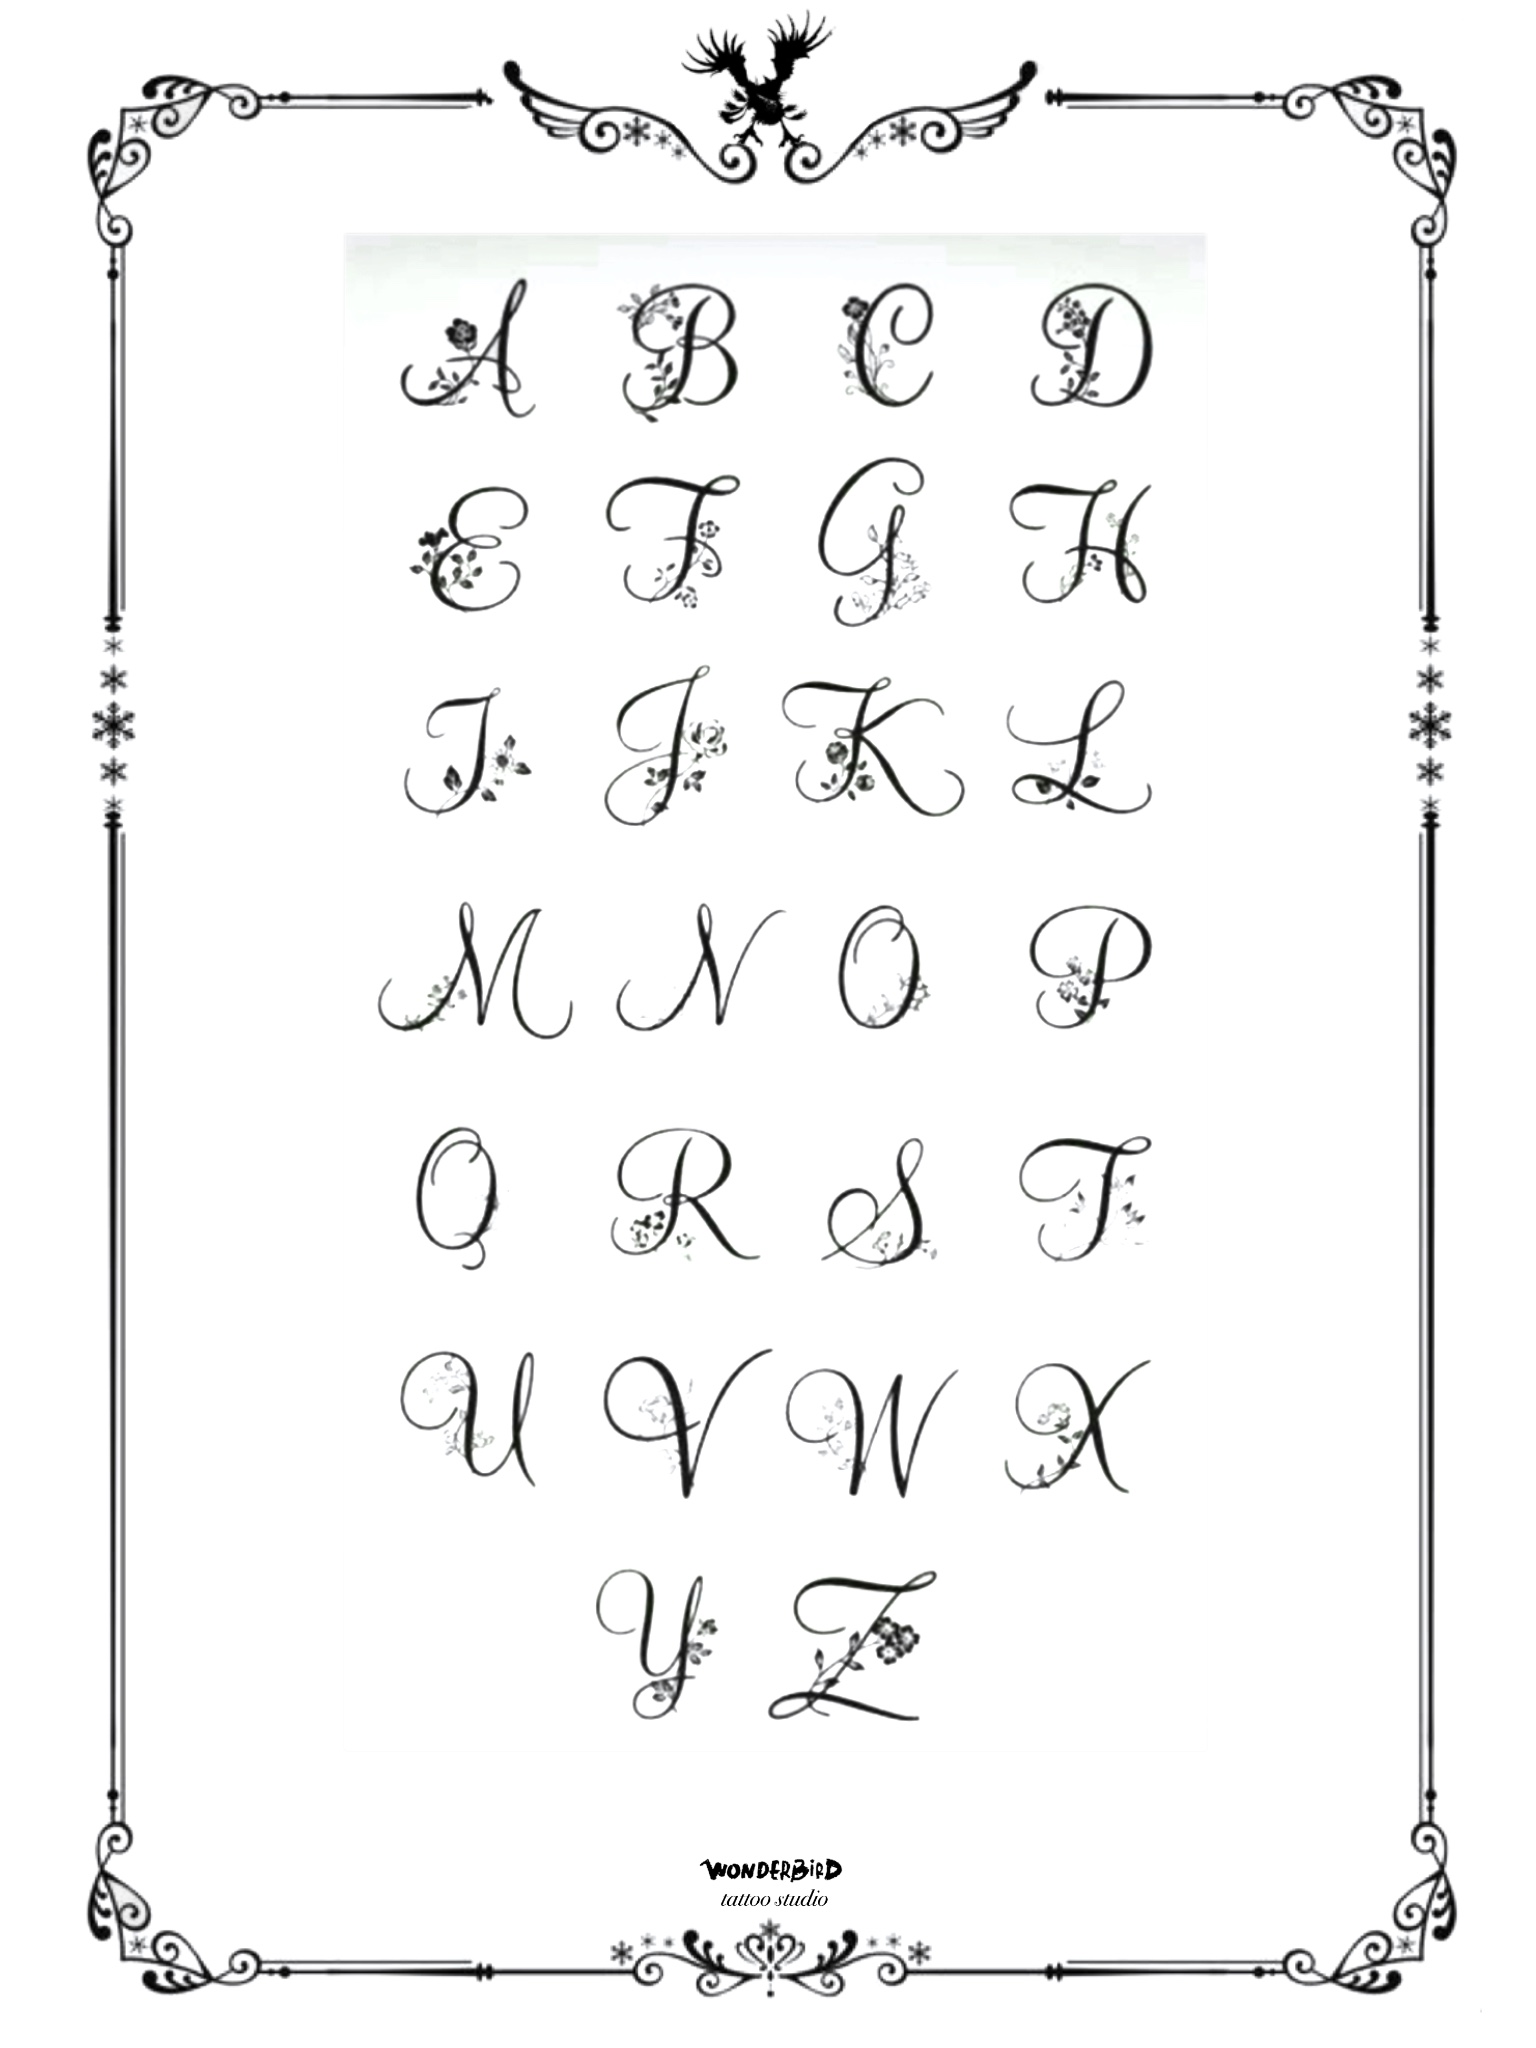 A B C D
E F G H
I J K L
M N O P
Q R S T
U V W X
Y Z
WONDERBIRD
tattoo studio